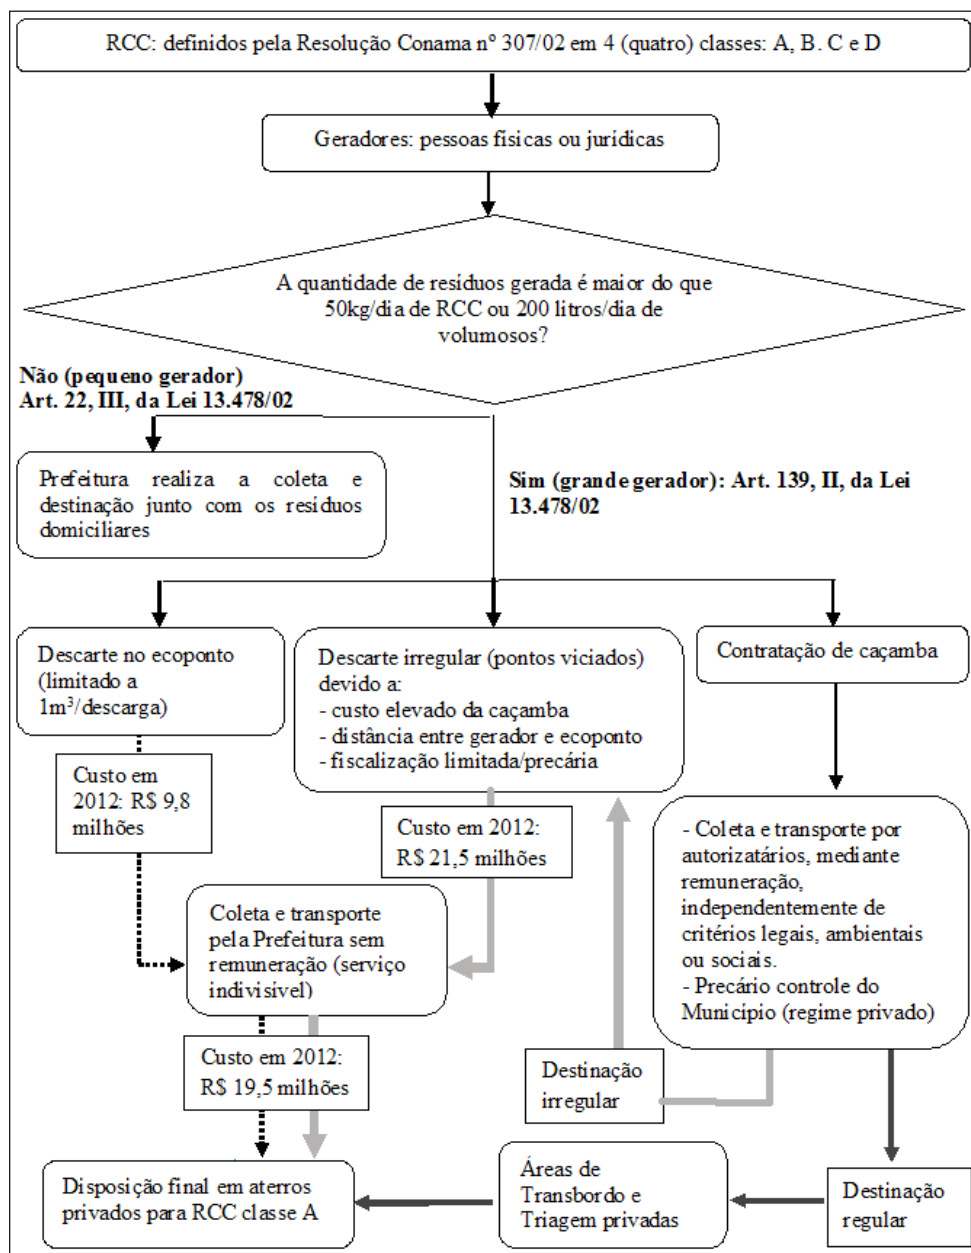 RCC: definidos pela Resolução Conama nº 307/02 em 4 (quatro) classes: A, B. C e D
Geradores: pessoas físicas ou jurídicas
A quantidade de resíduos gerada é maior do que
50kg/dia de RCC ou 200 litros/dia de
volumosos?
Não (pequeno gerador)
Art. 22, III, da Lei 13.478/02
Prefeitura realiza a coleta e
destinação junto com os resíduos
domiciliares
Sim (grande gerador): Art. 139, II, da Lei
13.478/02
Descarte no ecoponto
(limitado a
1m³/descarga)
Descarte irregular (pontos viciados)
devido a:
- custo elevado da caçamba
- distância entre gerador e ecoponto
- fiscalização limitada/precária
Contratação de caçamba
Custo em
2012: R$ 9,8
milhões
Custo em 2012:
R$ 21,5 milhões
- Coleta e transporte por
autorizatários, mediante
remuneração,
independentemente de
critérios legais, ambientais
ou sociais.
- Precário controle do
Município (regime privado)
Coleta e transporte
pela Prefeitura sem
remuneração (serviço
indivisível)
Custo em 2012:
R$ 19,5 milhões
Destinação
irregular
Disposição final em aterros
privados para RCC classe A
Áreas de
Transbordo e
Triagem privadas
Destinação
regular